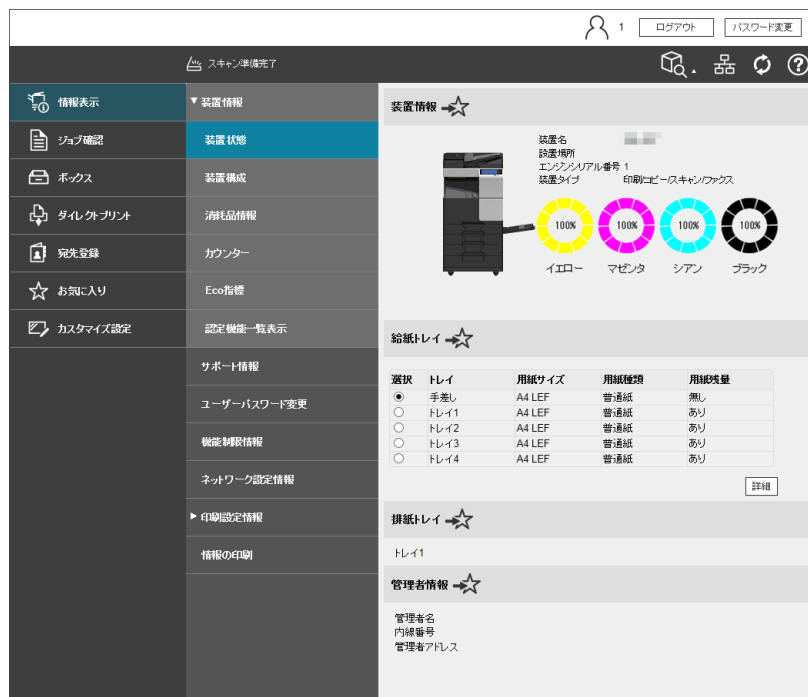 1 ログアウト パスワード変更
スキャン準備完了
情報表示
ジョブ確認
ボックス
ダイレクトプリント
宛先登録
お気に入り
カスタマイズ設定
▼装置情報
装置状態
装置構成
消耗品情報
カウンター
Eco指標
認定機能一覧表示
サポート情報
ユーザーパスワード変更
機能制限情報
ネットワーク設定情報
▶印刷設定情報
情報の印刷
装置情報
装置名
設置場所
エンジンシリアル番号 1
装置タイプ 印刷/コピー/スキャン/ファクス
100% 100% 100% 100%
イエロー マゼンタ シアン ブラック
給紙トレイ
選択 トレイ 用紙サイズ 用紙種類 用紙残量
手差し A4 LEF 普通紙 無し
トレイ1 A4 LEF 普通紙 あり
トレイ2 A4 LEF 普通紙 あり
トレイ3 A4 LEF 普通紙 あり
トレイ4 A4 LEF 普通紙 あり
詳細
排紙トレイ
トレイ1
管理者情報
管理者名
内線番号
管理者アドレス